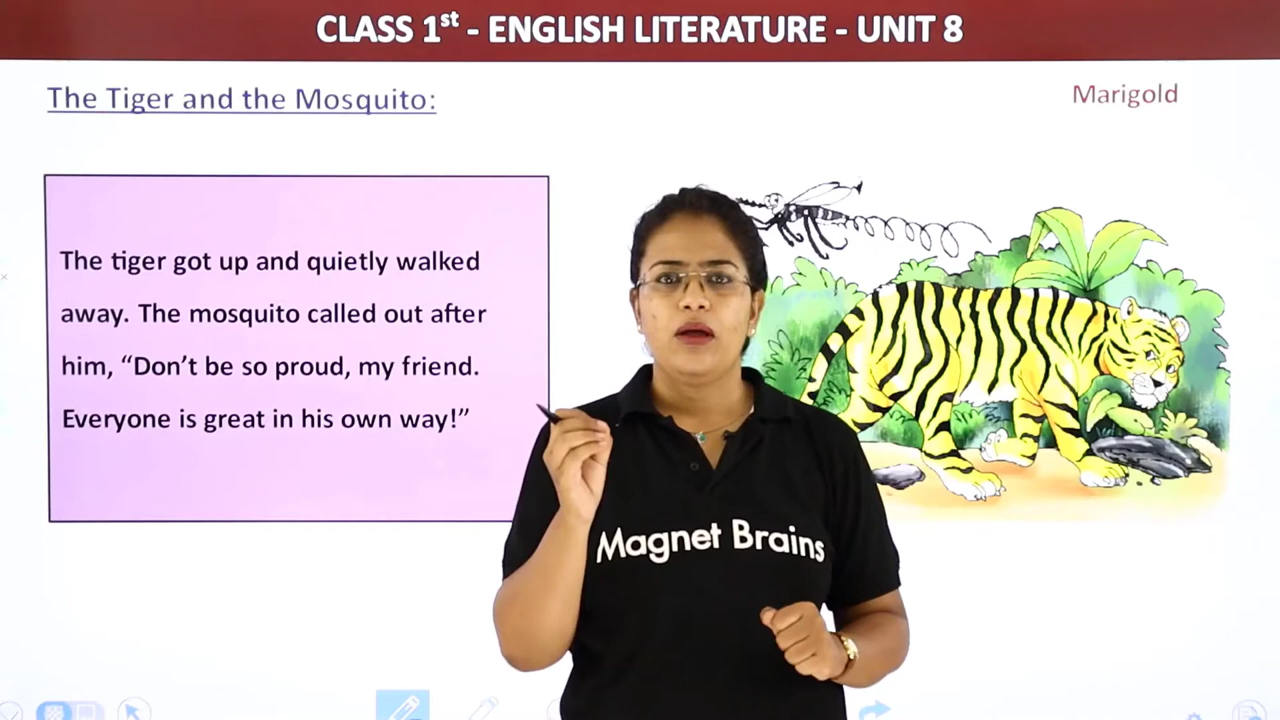 CLASS 1st - ENGLISH LITERATURE - UNIT 8
The Tiger and the Mosquito:
Marigold
The tiger got up and quietly walked
away. The mosquito called out after
him, “Don’t be so proud, my friend.
Everyone is great in his own way!”
Magnet Brains